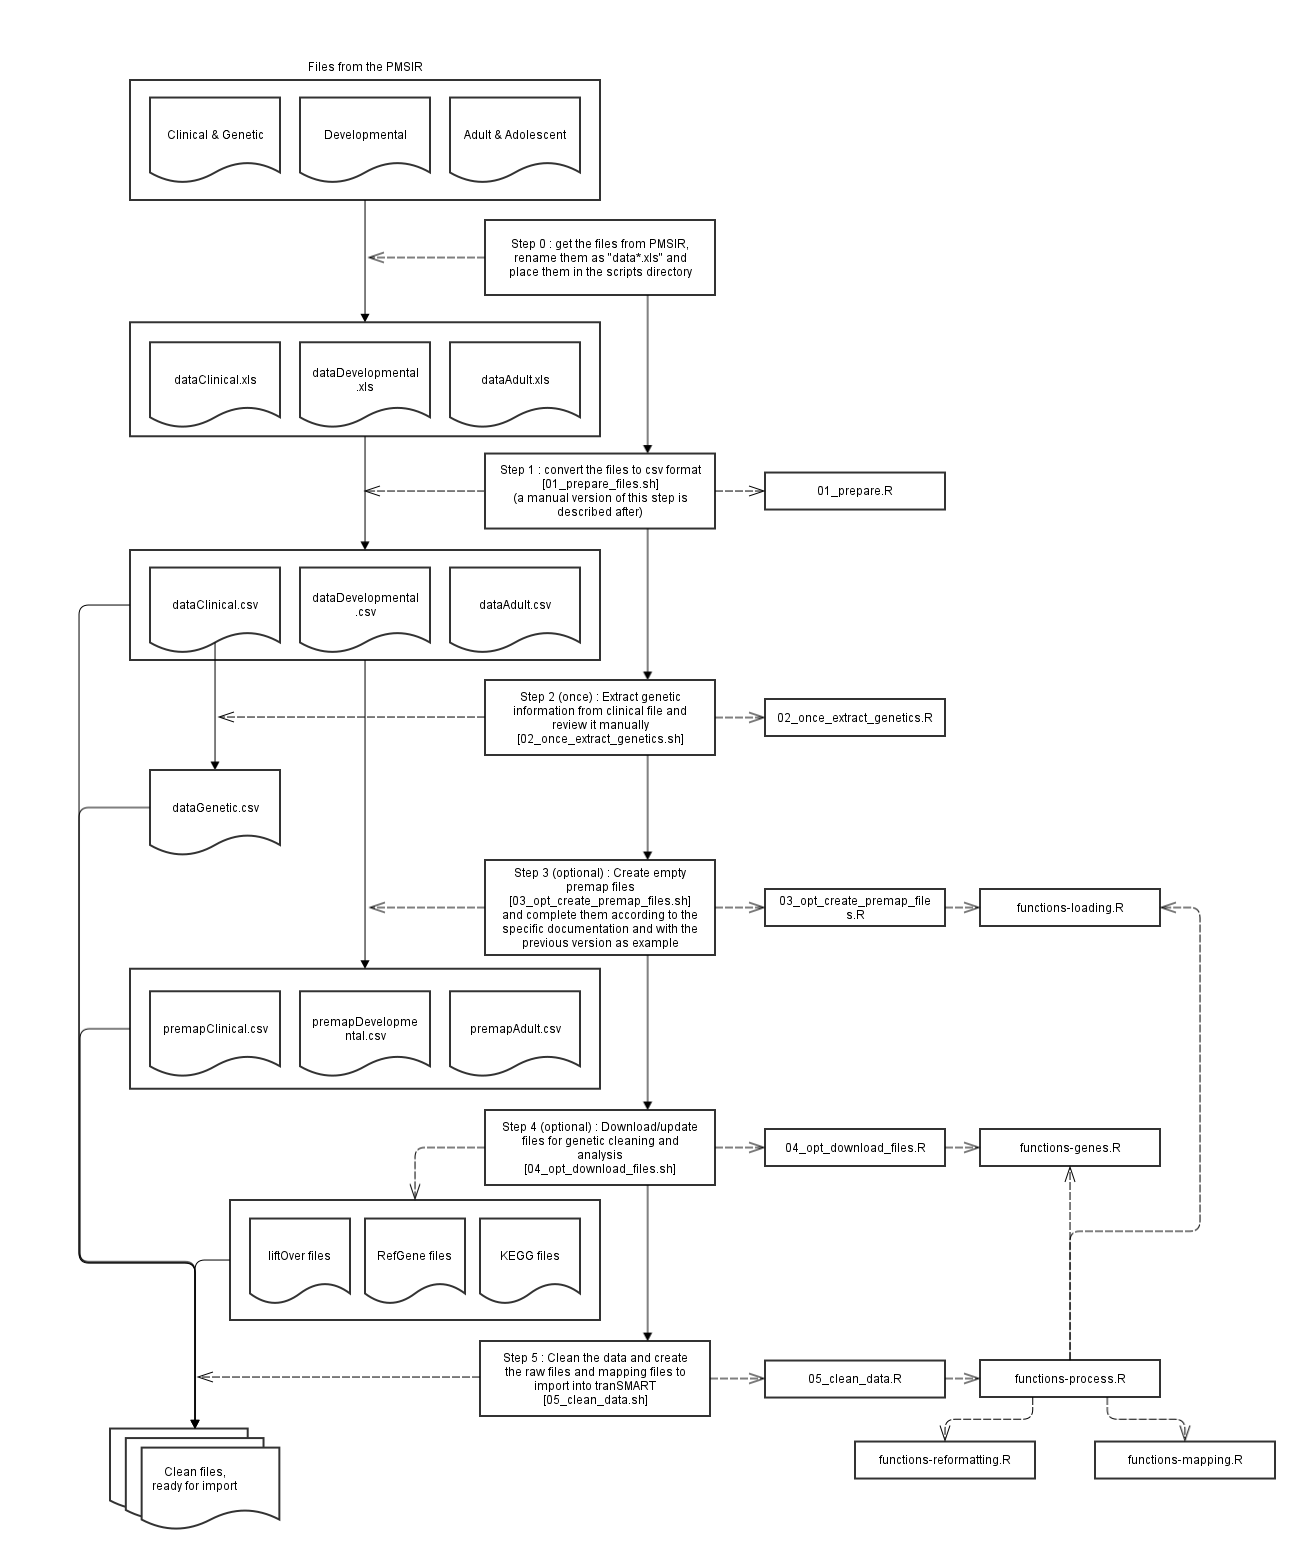 Files from the PMSIR
Clinical & Genetic
Developmental
Adult & Adolescent
Step 0 : get the files from PMSIR,
rename them as "data*.xls" and
place them in the scripts directory
dataClinical.xls
dataDevelopmental
.xls
dataAdult.xls
Step 1 : convert the files to csv format
[01_prepare_files.sh]
(a manual version of this step is
described after)
01_prepare.R
dataClinical.csv
dataDevelopmental
.csv
dataAdult.csv
Step 2 (once) : Extract genetic
information from clinical file and
review it manually
[02_once_extract_genetics.sh]
02_once_extract_genetics.R
dataGenetic.csv
Step 3 (optional) : Create empty
premap files
[03_opt_create_premap_files.sh]
and complete them according to the
specific documentation and with the
previous version as example
03_opt_create_premap_file
s.R
functions-loading.R
premapClinical.csv
premapDevelopme
ntal.csv
premapAdult.csv
Step 4 (optional) : Download/update
files for genetic cleaning and
analysis
[04_opt_download_files.sh]
04_opt_download_files.R
functions-genes.R
liftOver files
RefGene files
KEGG files
Step 5 : Clean the data and create
the raw files and mapping files to
import into tranSMART
[05_clean_data.sh]
05_clean_data.R
functions-process.R
functions-reformatting.R
functions-mapping.R
Clean files,
ready for import